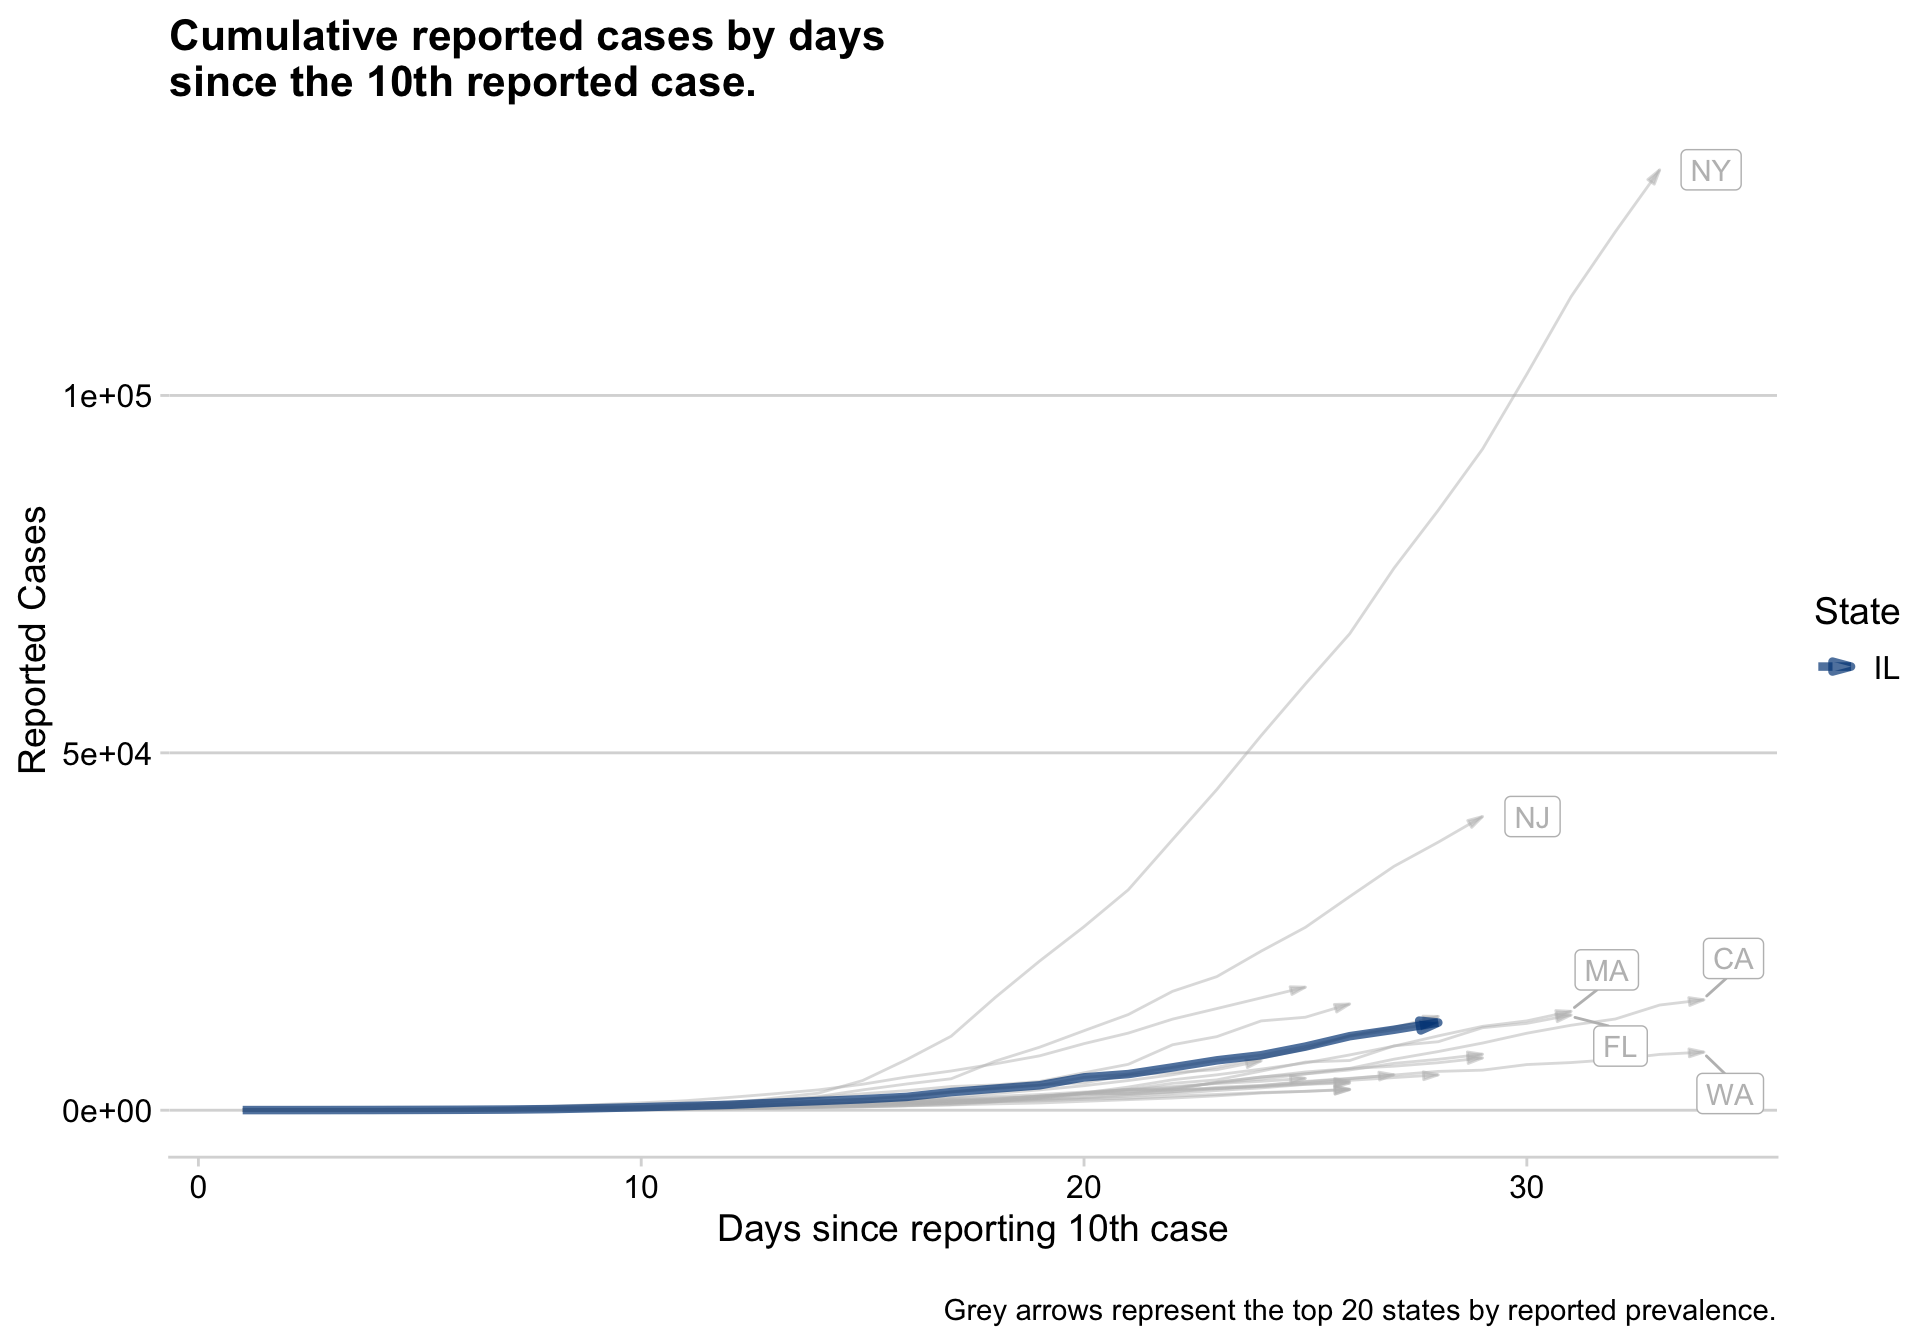 Cumulative reported cases by days
since the 10th reported case.
NY
1e+05
Reported Cases
State
IL
5e+04
NJ
CA
MA
FL
WA
0e+00
0
10
20
30
Days since reporting 10th case
Grey arrows represent the top 20 states by reported prevalence.